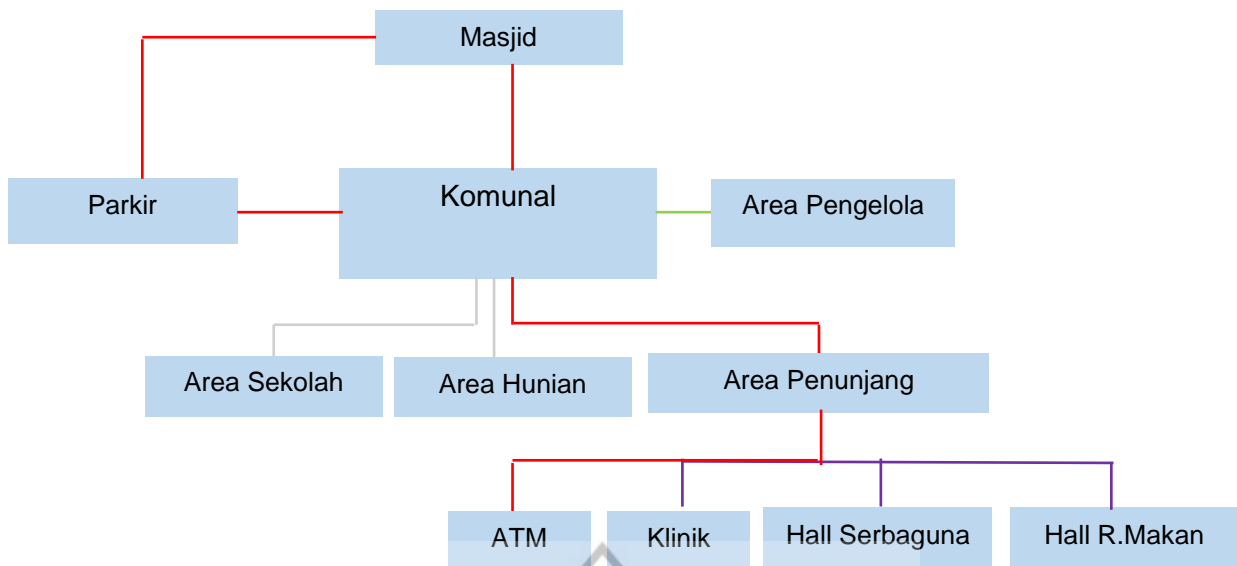 Masjid
Parkir
Komunal
Area Pengelola
Area Sekolah
Area Hunian
Area Penunjang
ATM
Klinik
Hall Serbaguna
Hall R.Makan